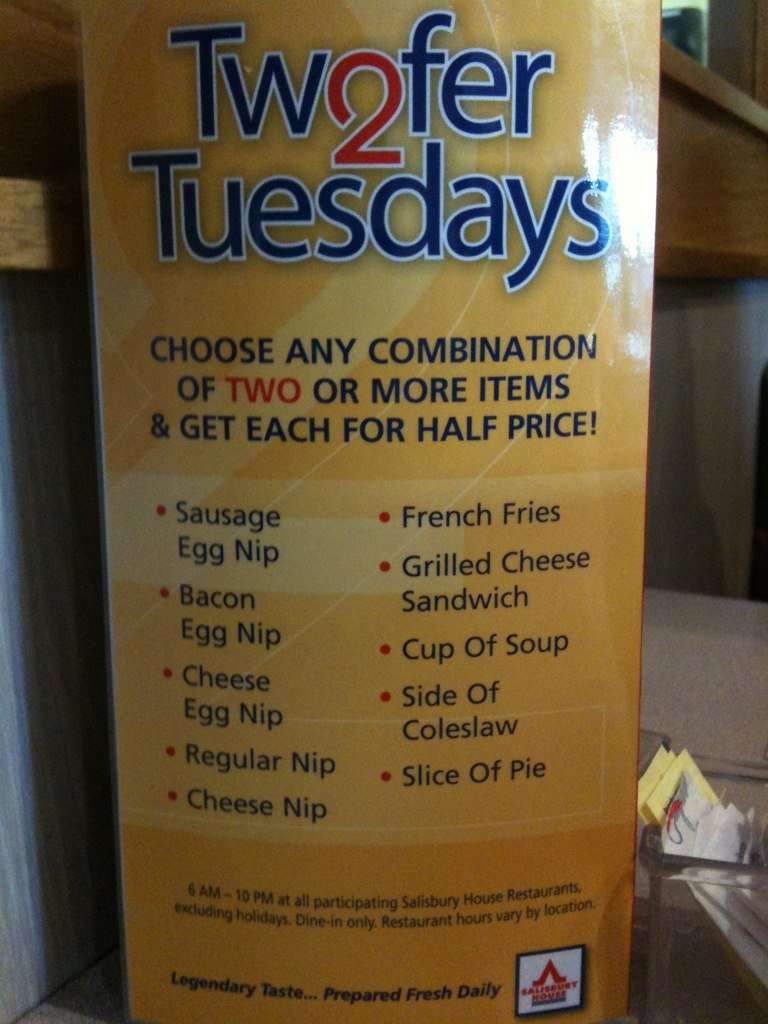 Tw2fer
Tuesdays
CHOOSE ANY COMBINATION
OF TWO OR MORE ITEMS
& GET EACH FOR HALF PRICE!
• Sausage
Egg Nip
• Bacon
Egg Nip
• Cheese
Egg Nip
• Regular Nip
• Cheese Nip
• French Fries
• Grilled Cheese
Sandwich
• Cup Of Soup
• Side Of
Coleslaw
• Slice Of Pie
6 AM – 10 PM at all participating Salisbury House Restaurants,
excluding holidays. Dine-in only. Restaurant hours vary by location.
Legendary Taste... Prepared Fresh Daily
SALISBURY
HOUSE